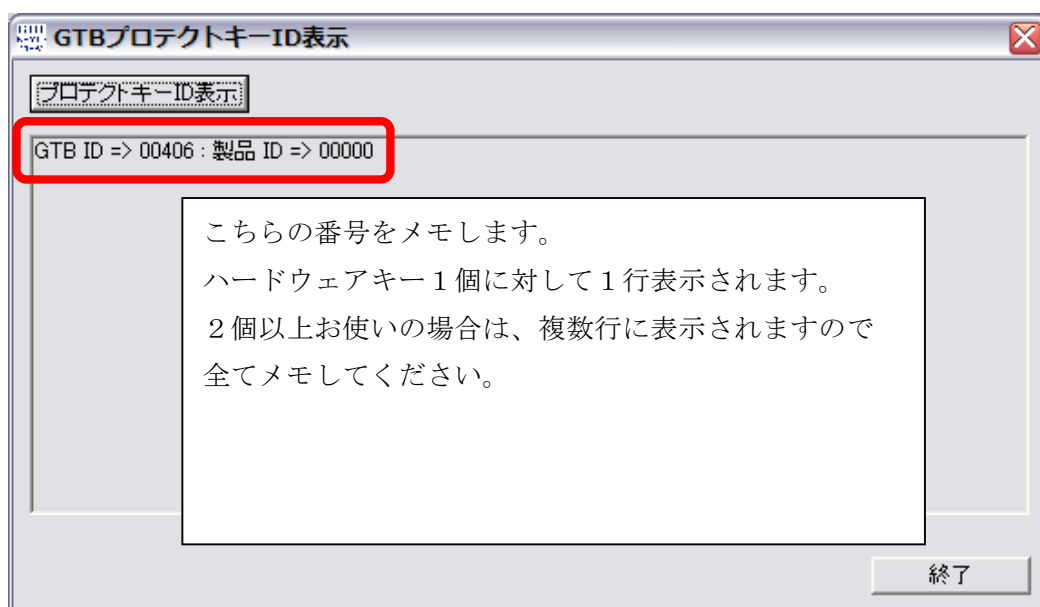 GTBプロテクトキーID表示
プロテクトキーID表示
GTB ID => 00406 : 製品 ID => 00000
こちらの番号をメモします。
ハードウェアキー１個に対して１行表示されます。
２個以上お使いの場合は、複数行に表示されますので
全てメモしてください。
終了